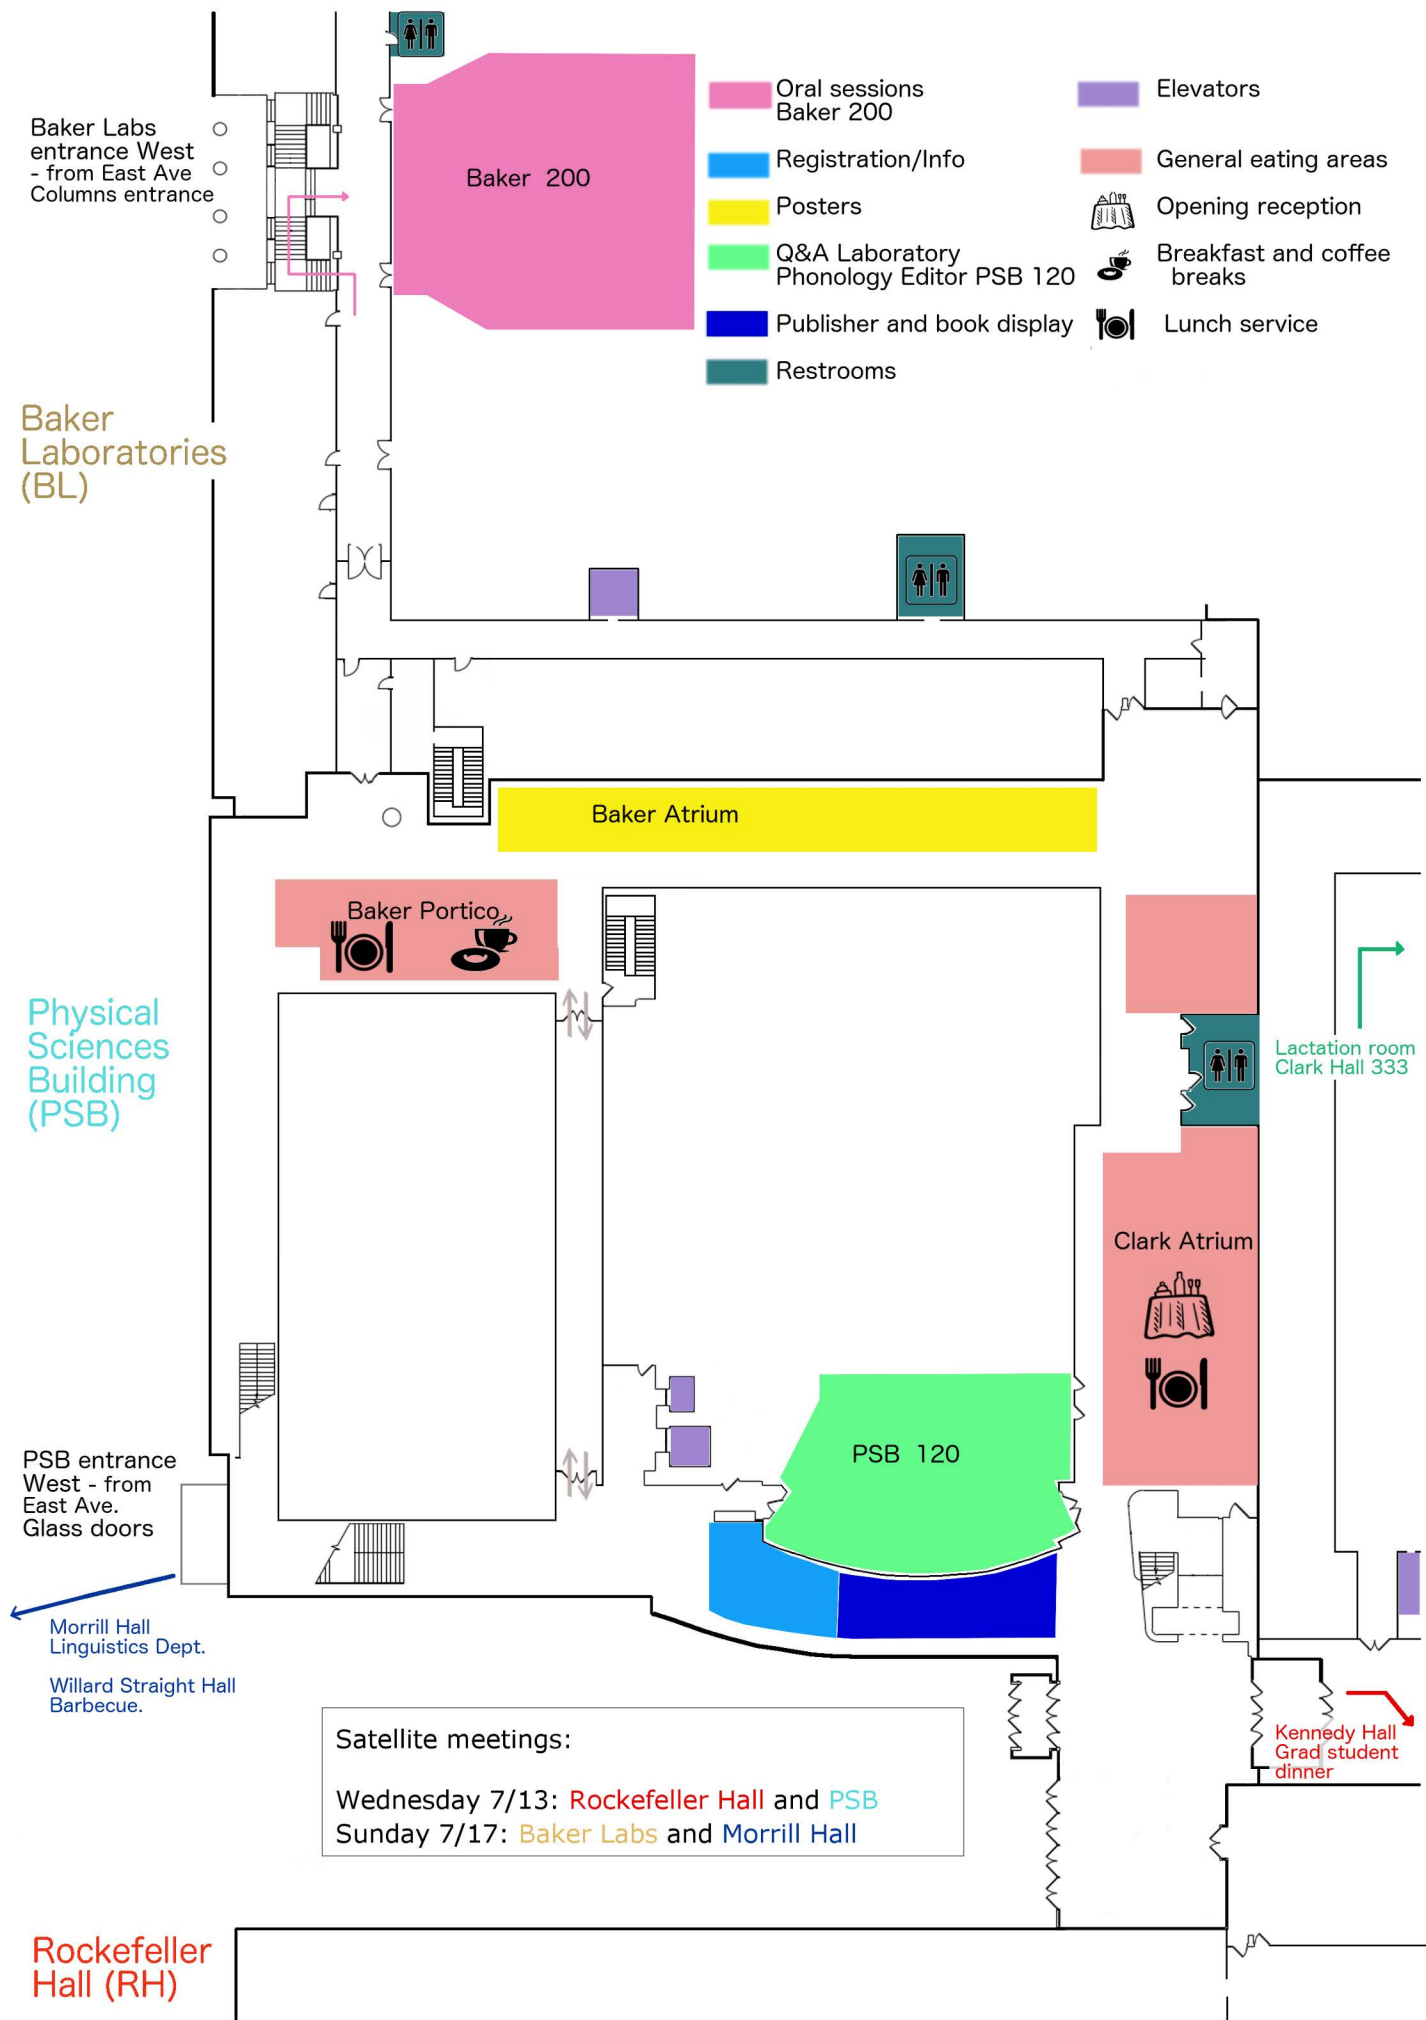 Baker Labs
entrance West
- from East Ave
Columns entrance
Baker 200
Oral sessions
Baker 200
Registration/Info
Posters
Q&A Laboratory
Phonology Editor PSB 120
Publisher and book display
Restrooms
Elevators
General eating areas
Opening reception
Breakfast and coffee
breaks
Lunch service
Baker
Laboratories
(BL)
Baker Atrium
Baker Portico
Physical
Sciences
Building
(PSB)
Lactation room
Clark Hall 333
Clark Atrium
PSB 120
PSB entrance
West - from
East Ave.
Glass doors
Morrill Hall
Linguistics Dept.
Willard Straight Hall
Barbecue.
Kennedy Hall
Grad student
dinner
Satellite meetings:
Wednesday 7/13: Rockefeller Hall and PSB
Sunday 7/17: Baker Labs and Morrill Hall
Rockefeller
Hall (RH)